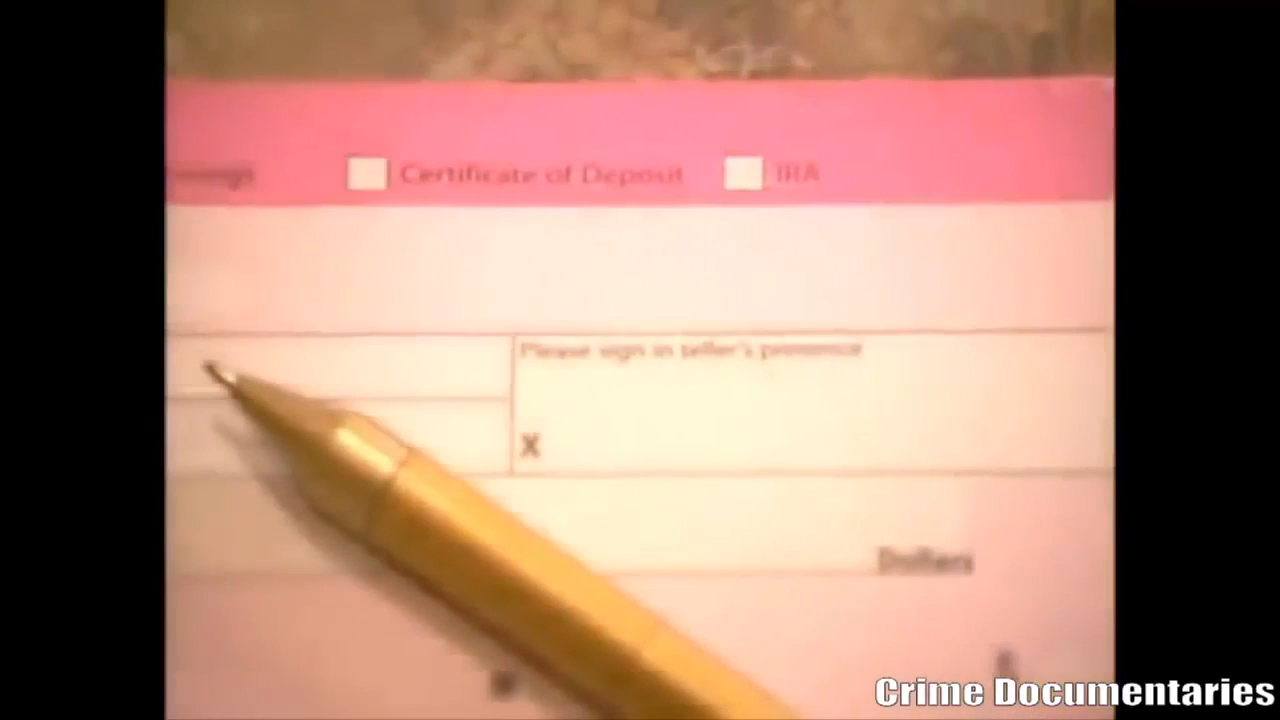 Certificate of Deposit IRA
Please sign in teller's presence
X
Dollars
Crime Documentaries